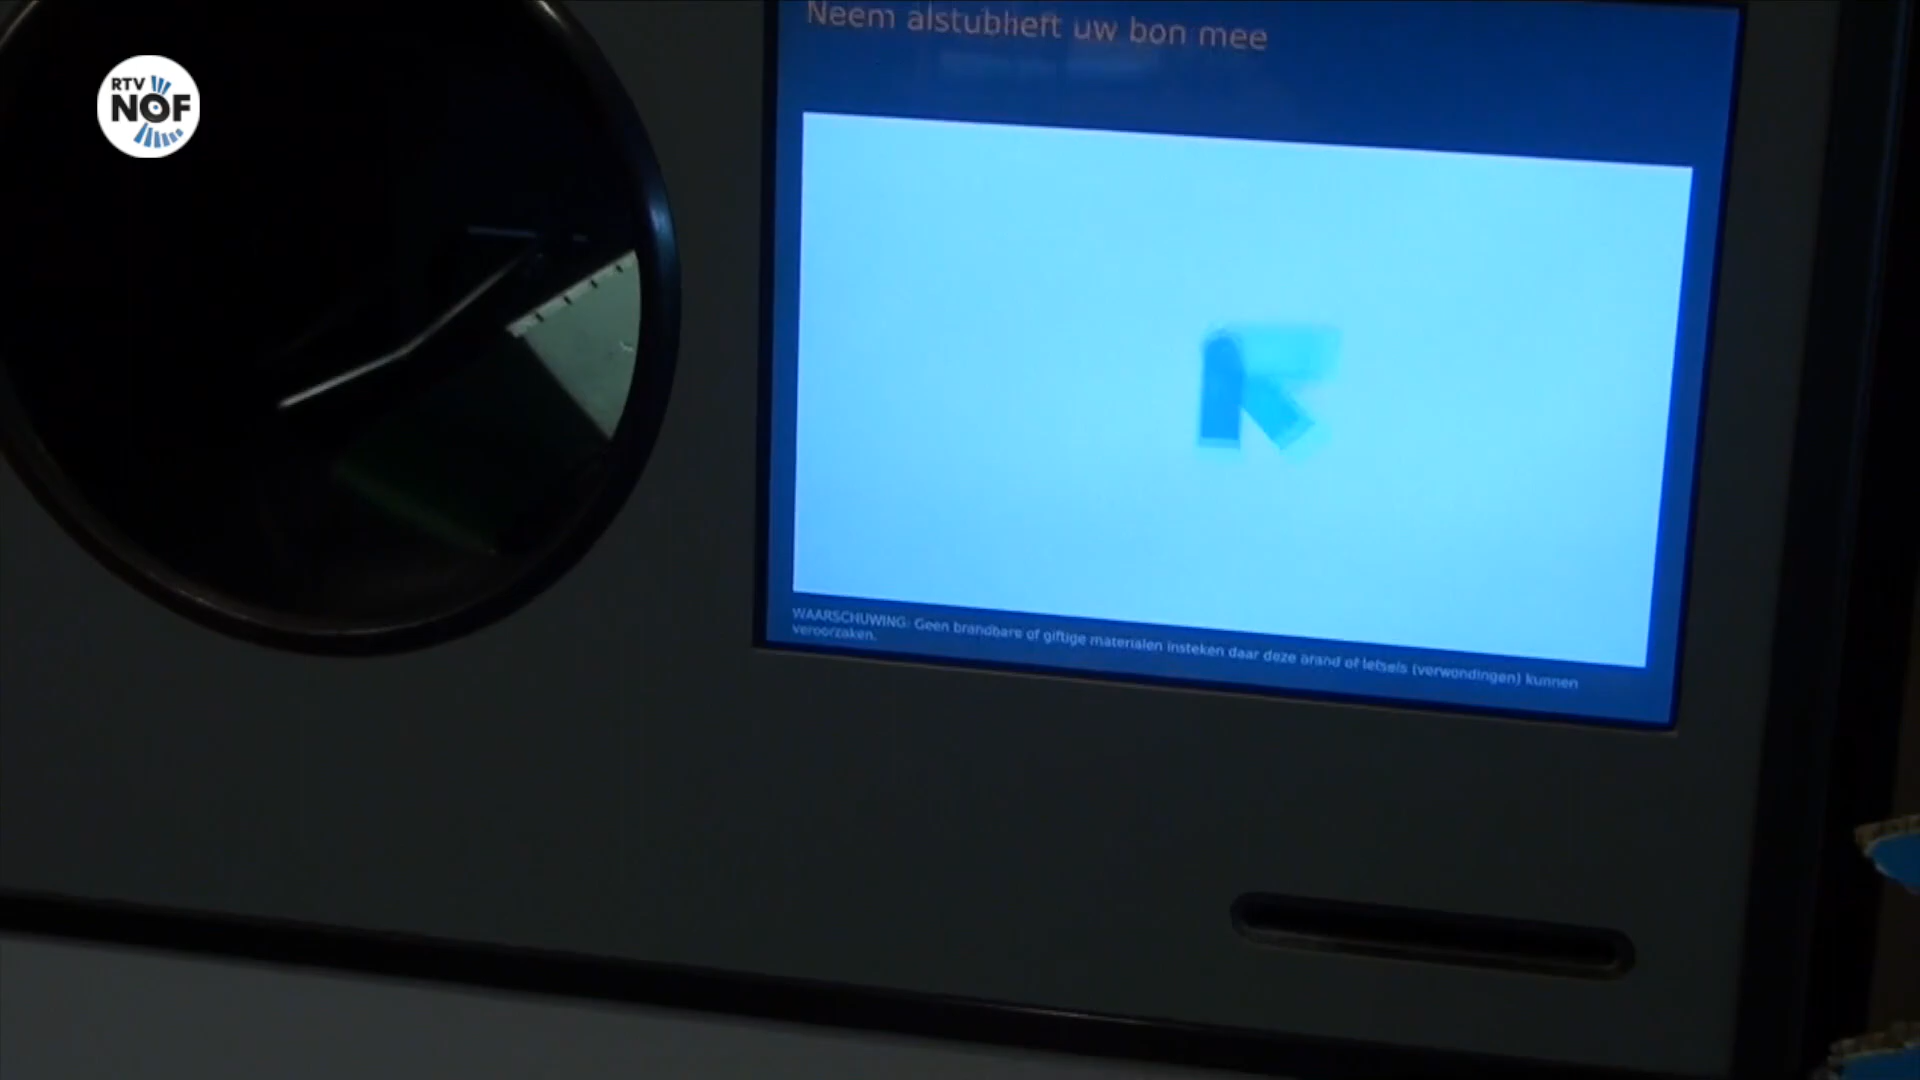 Neem alstublieft uw bon mee
RTV
NOF
WAARSCHUWING: Geen brandbare of giftige materialen insteken daar deze brand of letsels (verwondingen) kunnen
veroorzaken.